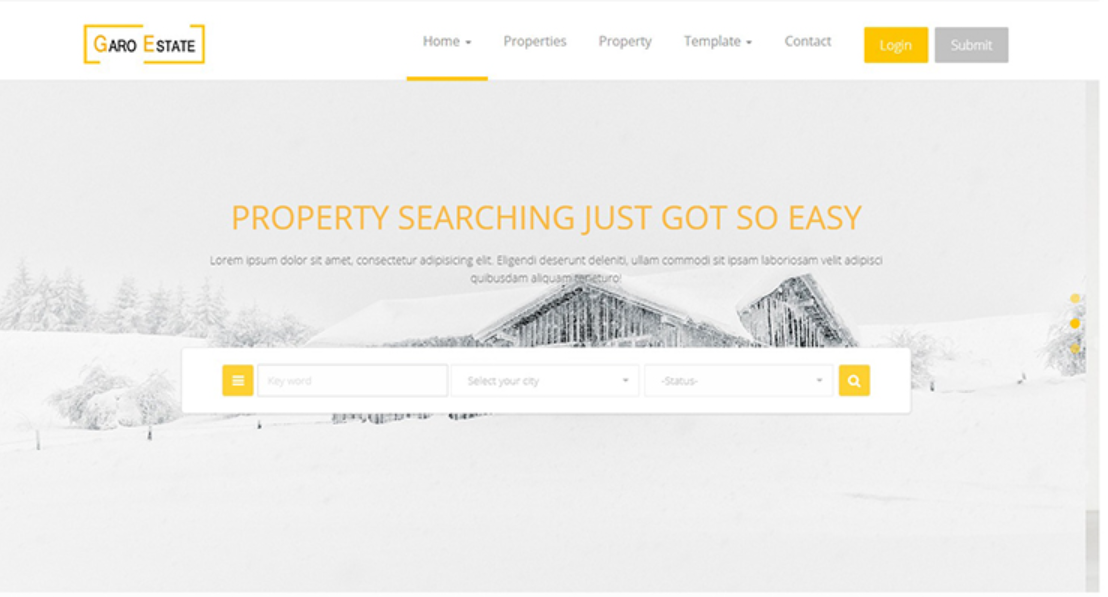 GARO ESTATE
Home
Properties
Property
Template
Contact
Login
Submit
PROPERTY SEARCHING JUST GOT SO EASY
Lorem ipsum dolor sit amet, consectetur adipisicing elit. Eligendi deserunt deleniti, ullam commodi sit ipsam laboriosam velit adipisci
quibusdam aliquam teneturo!
Key word
Select your city
-Status-